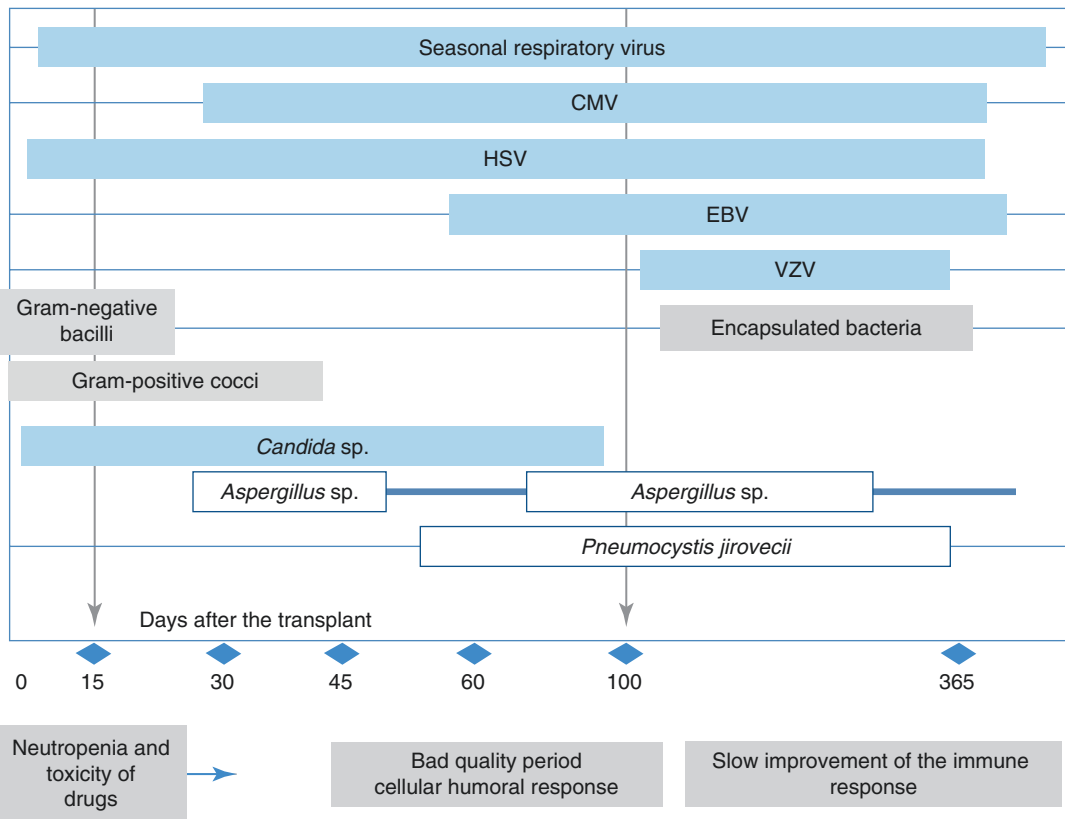 Seasonal respiratory virus
CMV
HSV
EBV
VZV
Gram-negative
bacilli
Encapsulated bacteria
Gram-positive cocci
Candida sp.
Aspergillus sp.
Aspergillus sp.
Pneumocystis jirovecii
Days after the transplant
0 15 30 45 60 100 365
Neutropenia and
toxicity of
drugs
Bad quality period
cellular humoral response
Slow improvement of the immune
response